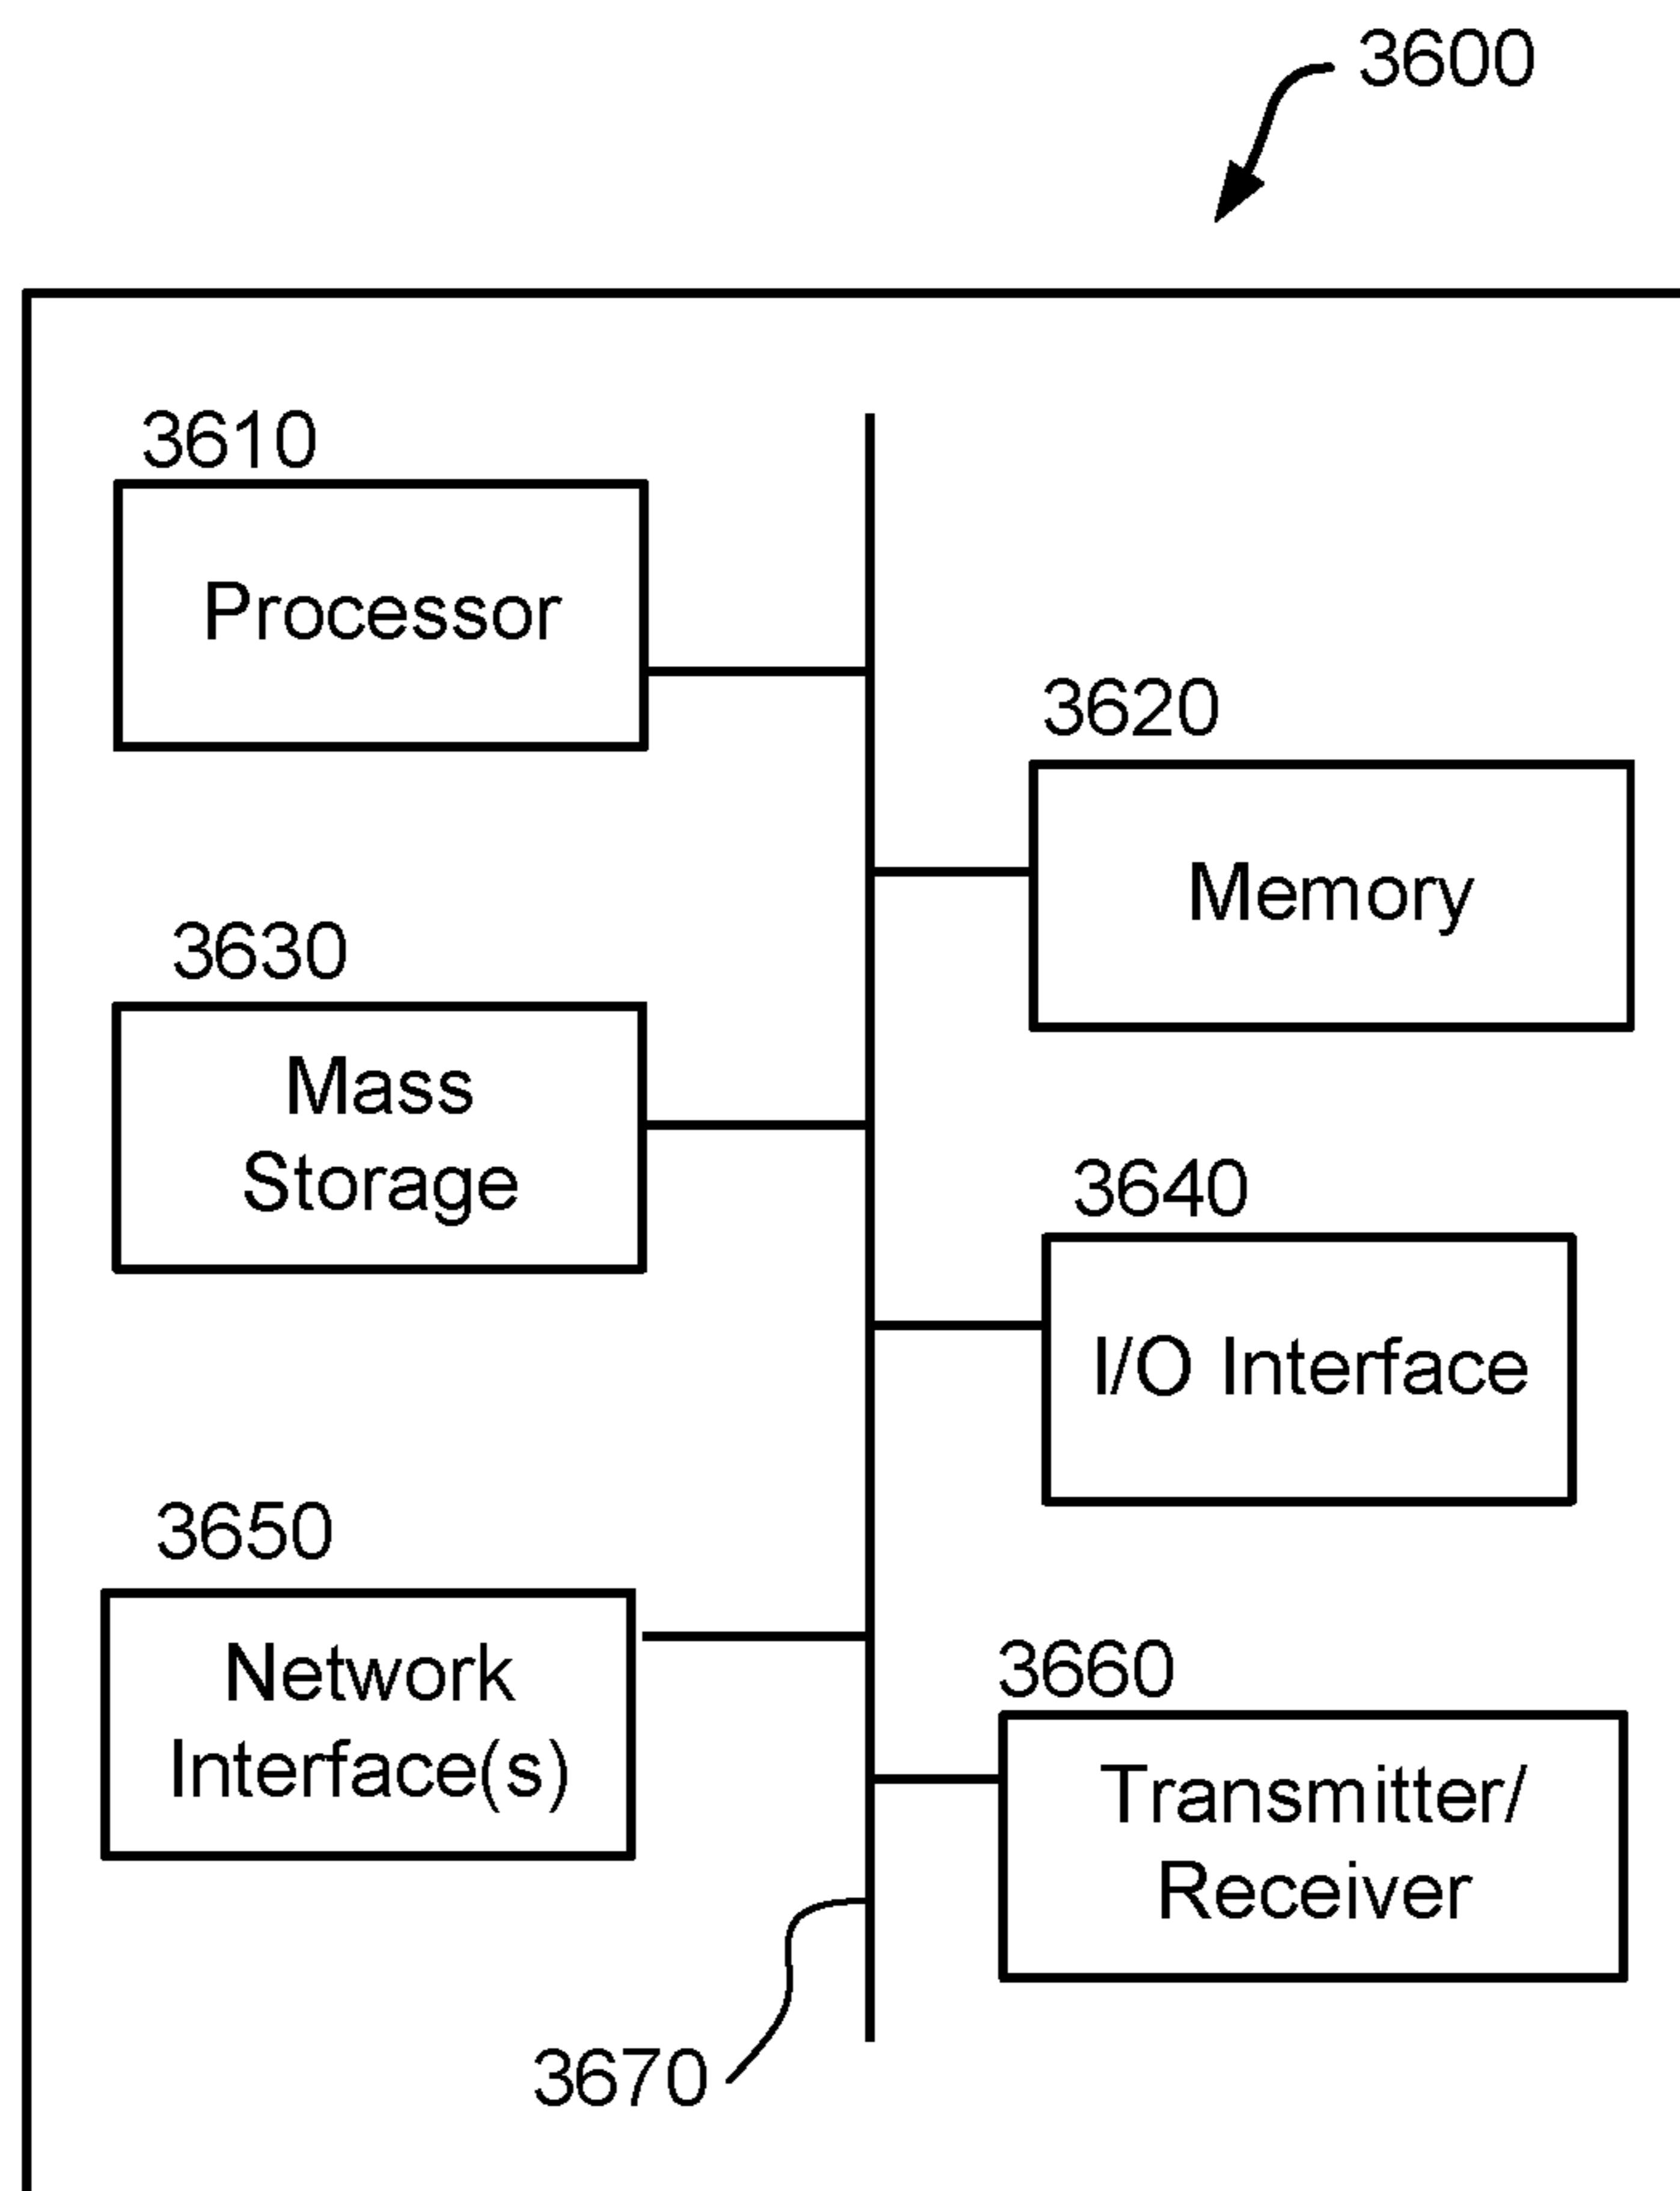 3600
3610
Processor
3620
Memory
3630
Mass
Storage
3640
I/O Interface
3650
Network
Interface(s)
3660
Transmitter/
Receiver
3670